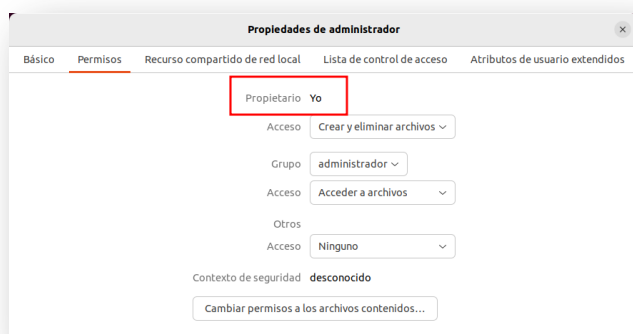 Propiedades de administrador
Básico Permisos Recurso compartido de red local Lista de control de acceso Atributos de usuario extendidos
Propietario Yo
Acceso Crear y eliminar archivos
Grupo administrador
Acceso Acceder a archivos
Otros
Acceso Ninguno
Contexto de seguridad desconocido
Cambiar permisos a los archivos contenidos...